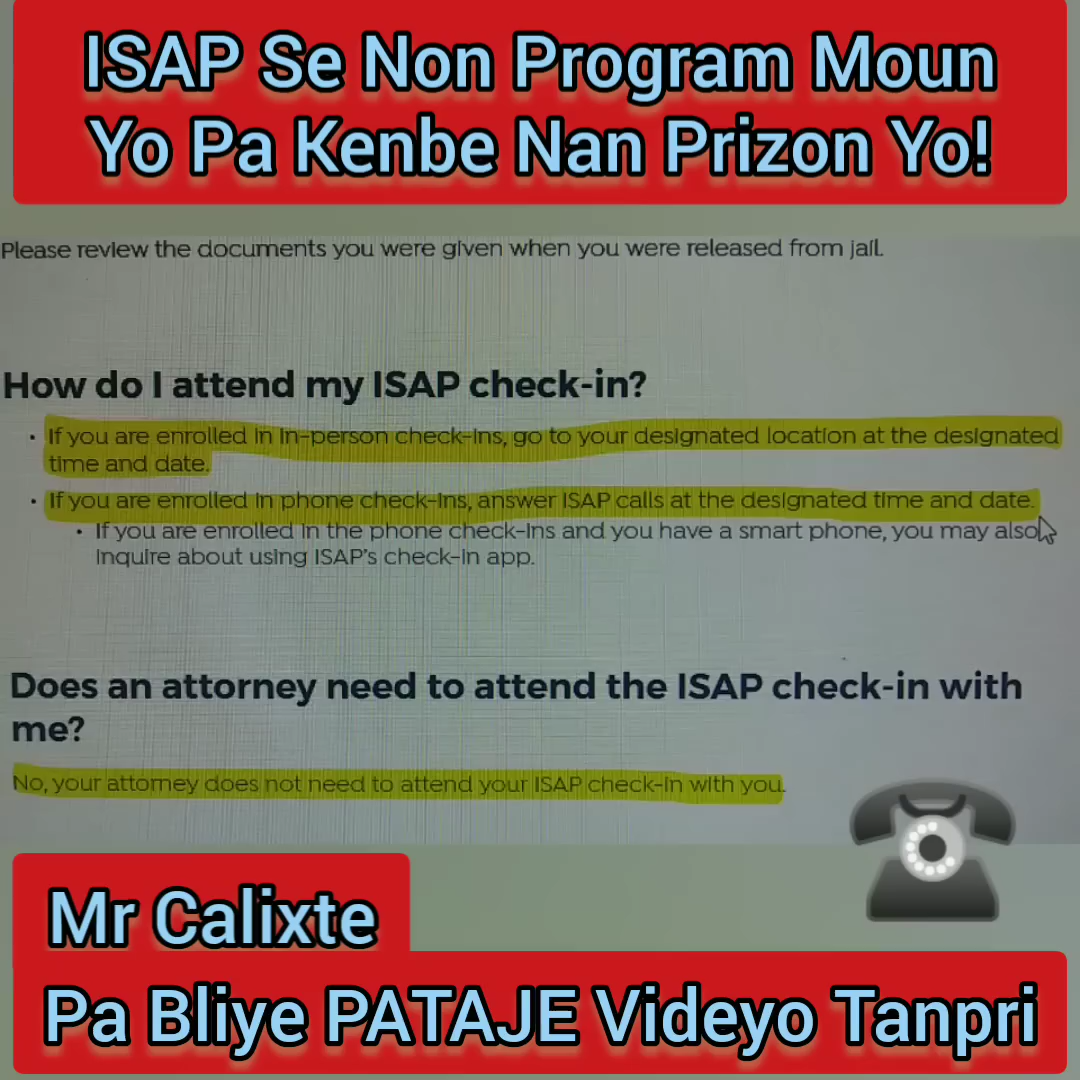 ISAP Se Non Program Moun
Yo Pa Kenbe Nan Prizon Yo!
Please review the documents you were given when you were released from jail.
How do I attend my ISAP check-in?
• If you are enrolled in in-person check-ins, go to your designated location at the designated
time and date.
• If you are enrolled in phone check-ins, answer ISAP calls at the designated time and date.
• If you are enrolled in the phone check-ins and you have a smart phone, you may also
inquire about using ISAP's check-in app.
Does an attorney need to attend the ISAP check-in with
me?
No, your attorney does not need to attend your ISAP check-in with you.
Mr Calixte
Pa Bliye PATAJE Videyo Tanpri